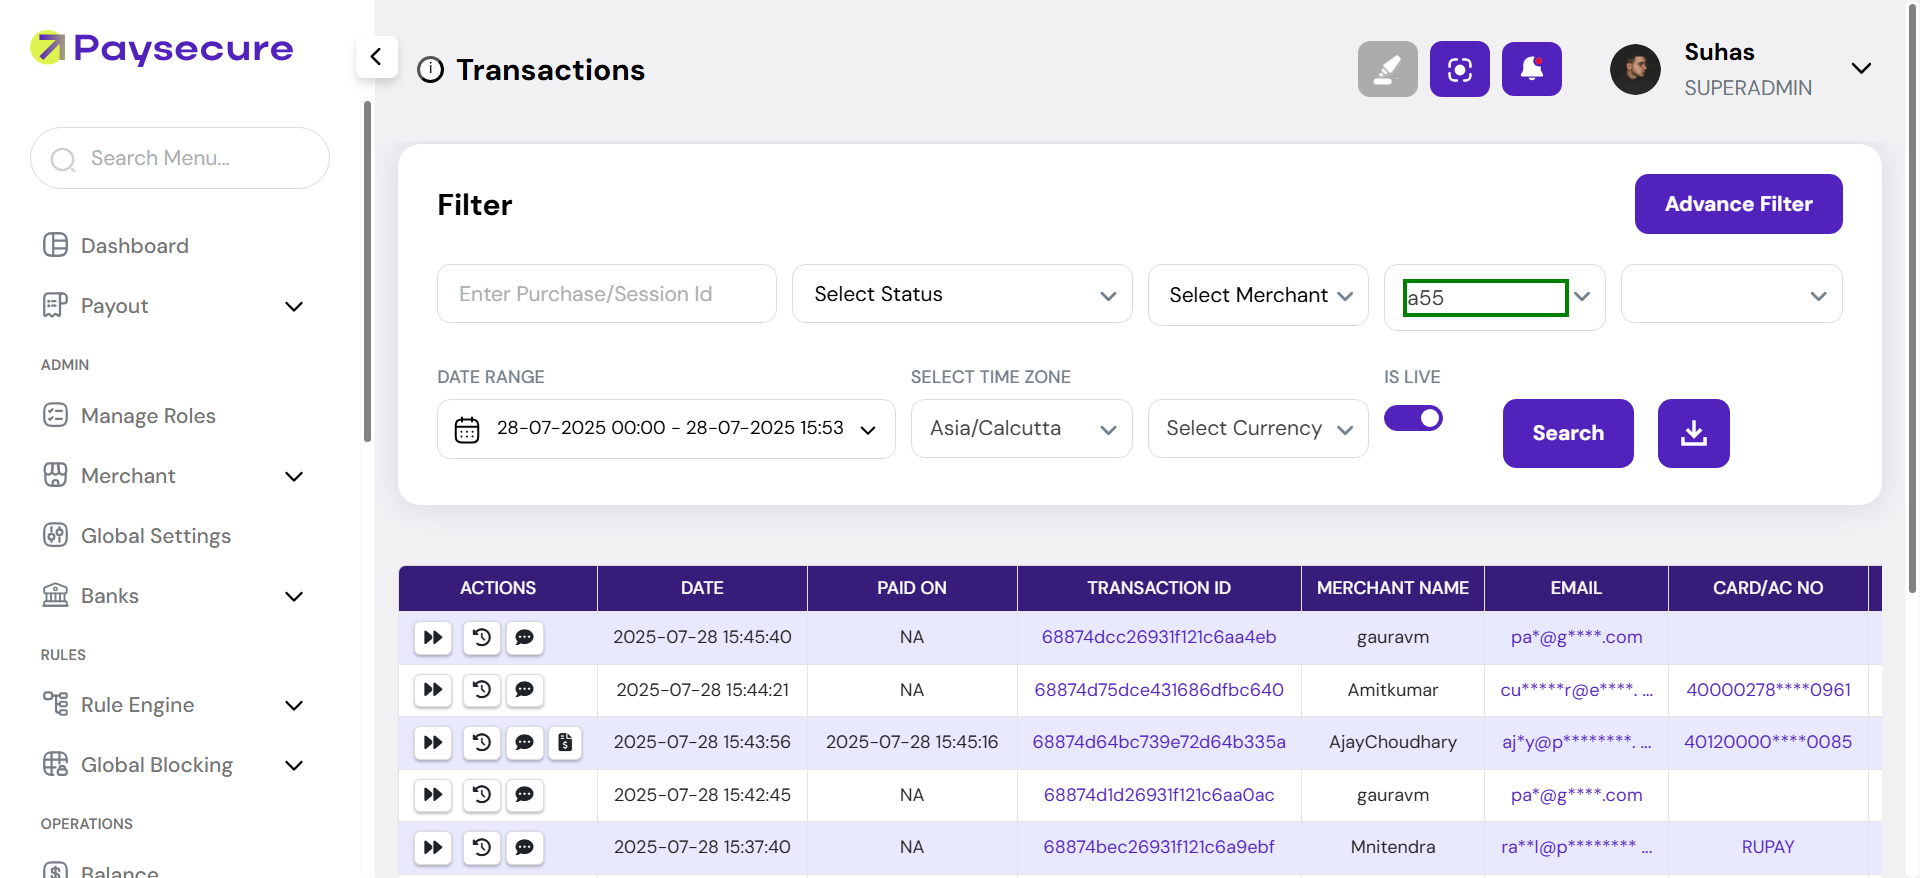 Paysecure
Transactions
Suhas
SUPERADMIN
Search Menu...
Dashboard
Payout
ADMIN
Manage Roles
Merchant
Global Settings
Banks
RULES
Rule Engine
Global Blocking
OPERATIONS
Balance
Filter
Advance Filter
Enter Purchase/Session Id
Select Status
Select Merchant
a55
DATE RANGE
SELECT TIME ZONE
IS LIVE
28-07-2025 00:00 - 28-07-2025 15:53
Asia/Calcutta
Select Currency
Search
ACTIONS DATE PAID ON TRANSACTION ID MERCHANT NAME EMAIL CARD/AC NO
2025-07-28 15:45:40 NA 68874dcc26931f121c6aa4eb gauravm pa*@g****.com
2025-07-28 15:44:21 NA 68874d75dce431686dfbc640 Amitkumar cu*****r@e****. ... 40000278****0961
2025-07-28 15:43:56 2025-07-28 15:45:16 68874d64bc739e72d64b335a AjayChoudhary aj*y@p********. ... 40120000****0085
2025-07-28 15:42:45 NA 68874d1d26931f121c6aa0ac gauravm pa*@g****.com
2025-07-28 15:37:40 NA 68874bec26931f121c6a9ebf Mnitendra ra**l@p******** ... RUPAY